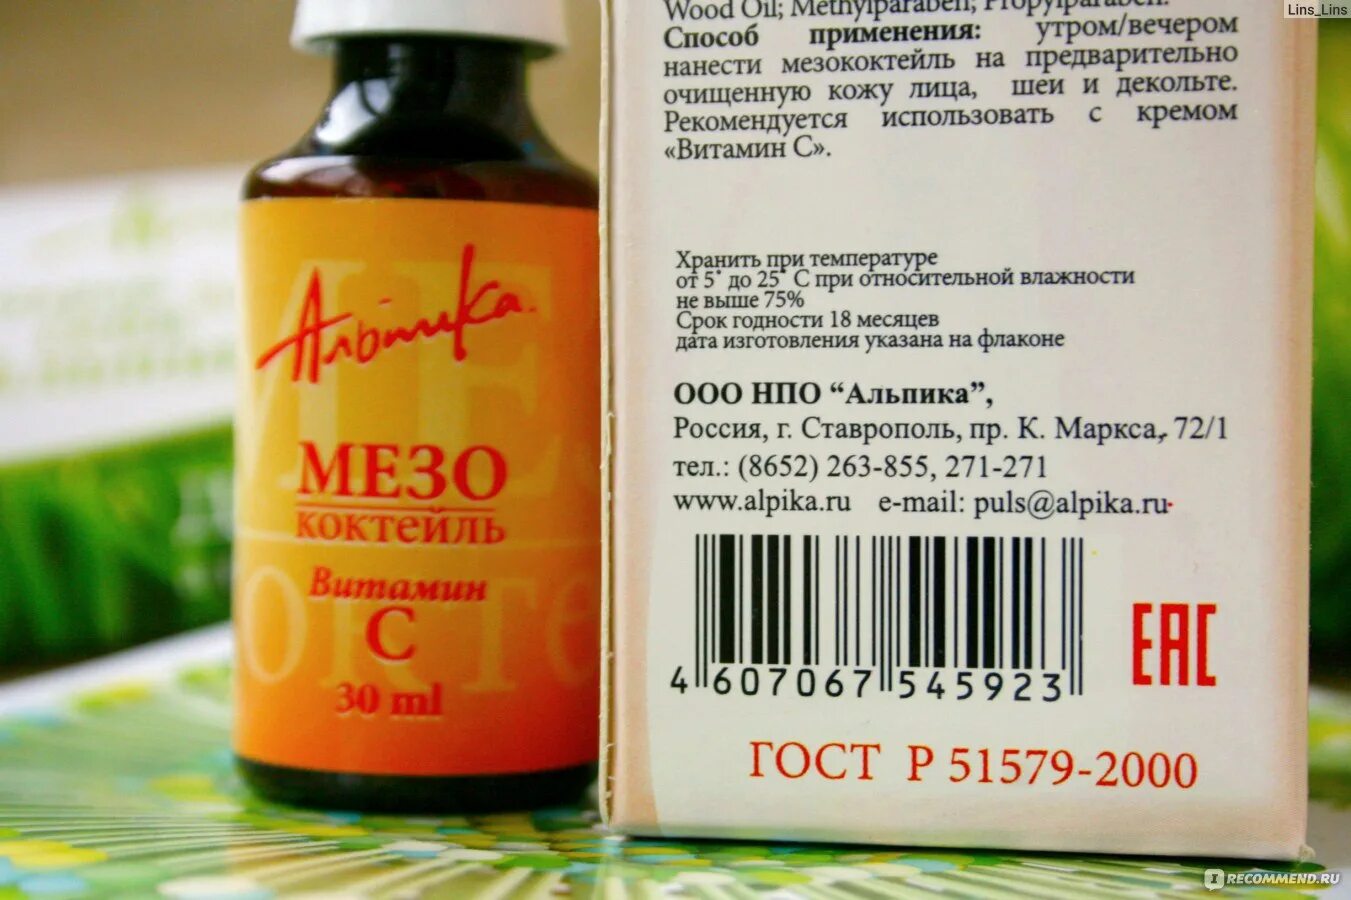 Lins_Lins
Альпика
МЕЗО
коктейль
Витамин
С
30 ml
Wood Oil; Methylparaben; Propylparaben.
Способ применения: утром/вечером
нанести мезококтейль на предварительно
очищенную кожу лица, шеи и декольте.
Рекомендуется использовать с кремом
«Витамин С».
Хранить при температуре
от 5˚ до 25˚ С при относительной влажности
не выше 75%
Срок годности 18 месяцев
дата изготовления указана на флаконе
ООО НПО “Альпика”,
Россия, г. Ставрополь, пр. К. Маркса, 72/1
тел.: (8652) 263-855, 271-271
www.alpika.ru e-mail: puls@alpika.ru
4 607067 545923
ЕАС
ГОСТ Р 51579-2000
IRECOMMEND.RU